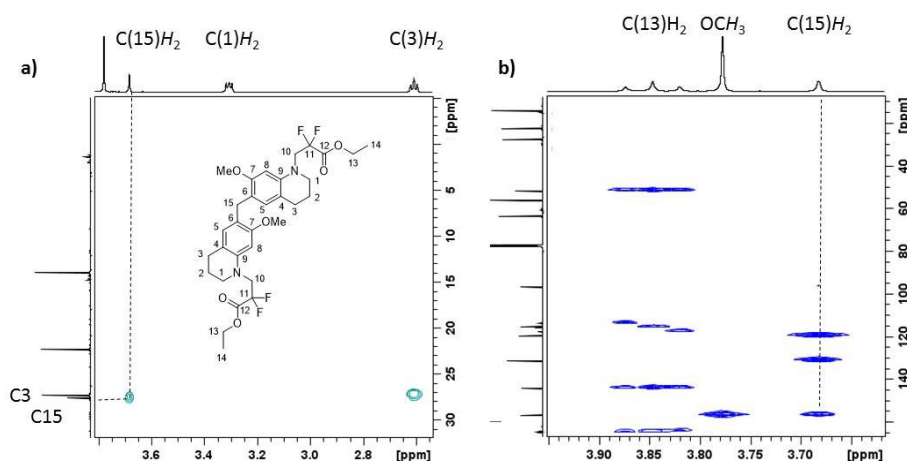 a)
C(15)H2
C(1)H2
C(3)H2
[ppm]
5
10
15
20
25
30
C3
C15
3.6
3.4
3.2
3.0
2.8
2.6
[ppm]
F F
10
11
12
O
14
O
13
MeO
7
8
9
N
1
6
5
4
3
2
15
6
7
OMe
5
4
9
8
3
2
1
N
10
O
11
F
12
F
O
13
14
b)
C(13)H2
OCH3
C(15)H2
[ppm]
20
40
60
80
100
120
140
3.90
3.85
3.80
3.75
3.70
[ppm]